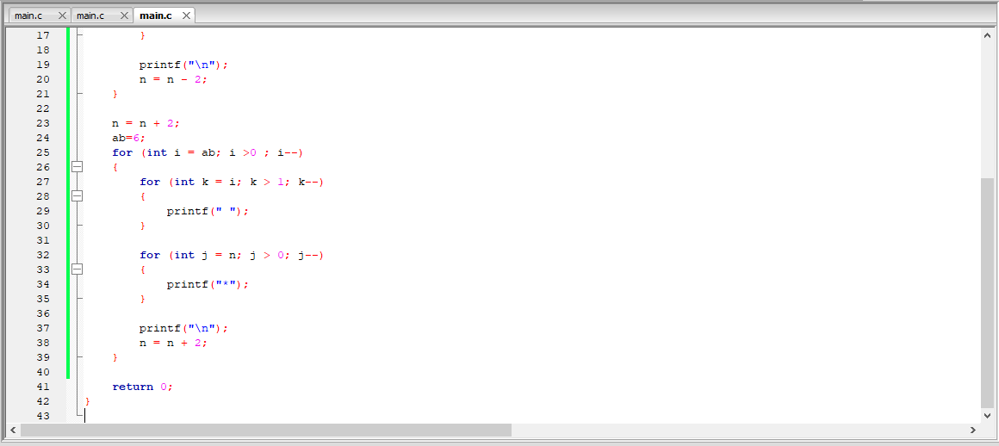 main.c main.c main.c
17 }
18
19 printf("\n");
20 n = n - 2;
21 }
22
23 n = n + 2;
24 ab=6;
25 for (int i = ab; i >0 ; i--)
26 {
27 for (int k = i; k > 1; k--)
28 {
29 printf(" ");
30 }
31
32 for (int j = n; j > 0; j--)
33 {
34 printf("*");
35 }
36
37 printf("\n");
38 n = n + 2;
39 }
40
41 return 0;
42 }
43